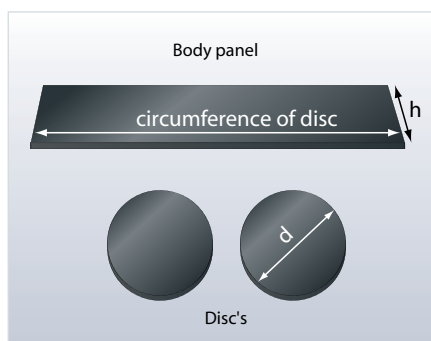 Body panel
h
circumference of disc
d
Disc's